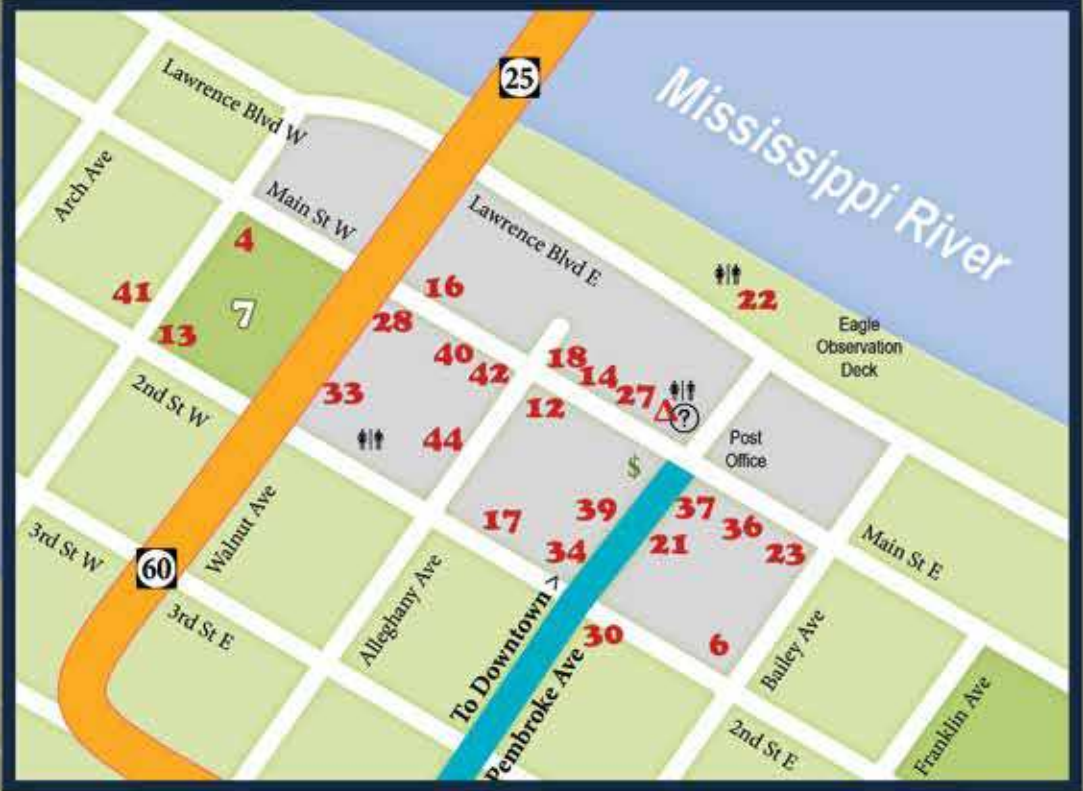 25
Mississippi River
Lawrence Blvd W
Arch Ave
Main St W
Lawrence Blvd E
4
7
41
13
16
28
40
42
33
44
22
Eagle
Observation
Deck
18
14
27
?
12
Post
Office
$
2nd St W
39
17
34
37
36
21
23
Main St E
3rd St W
Walnut Ave
60
3rd St E
Alleghany Ave
To Downtown >
Pembroke Ave
30
6
Bailey Ave
2nd St E
Franklin Ave